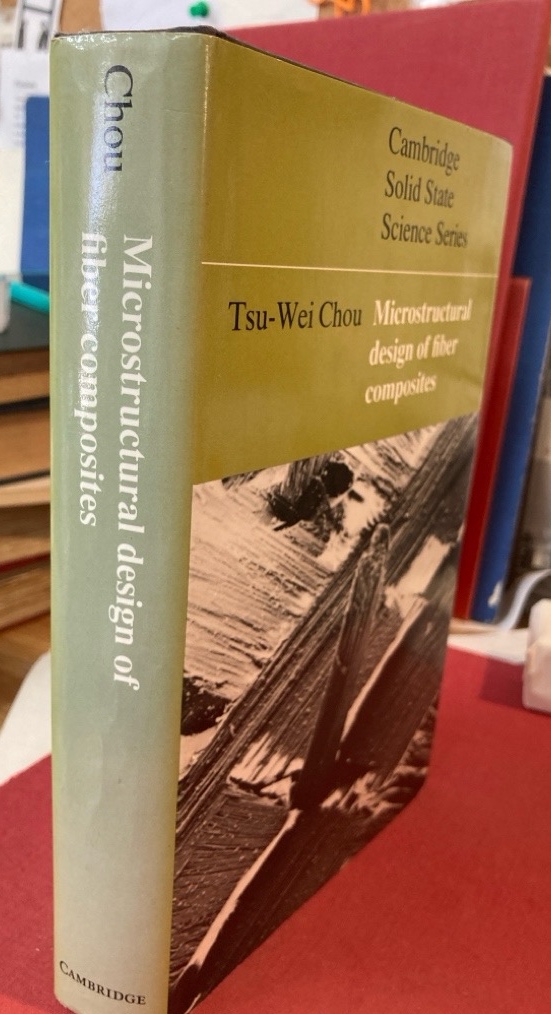 Chou
Microstructural design of
fiber composites
CAMBRIDGE
Cambridge
Solid State
Science Series
Tsu-Wei Chou Microstructural
design of fiber
composites